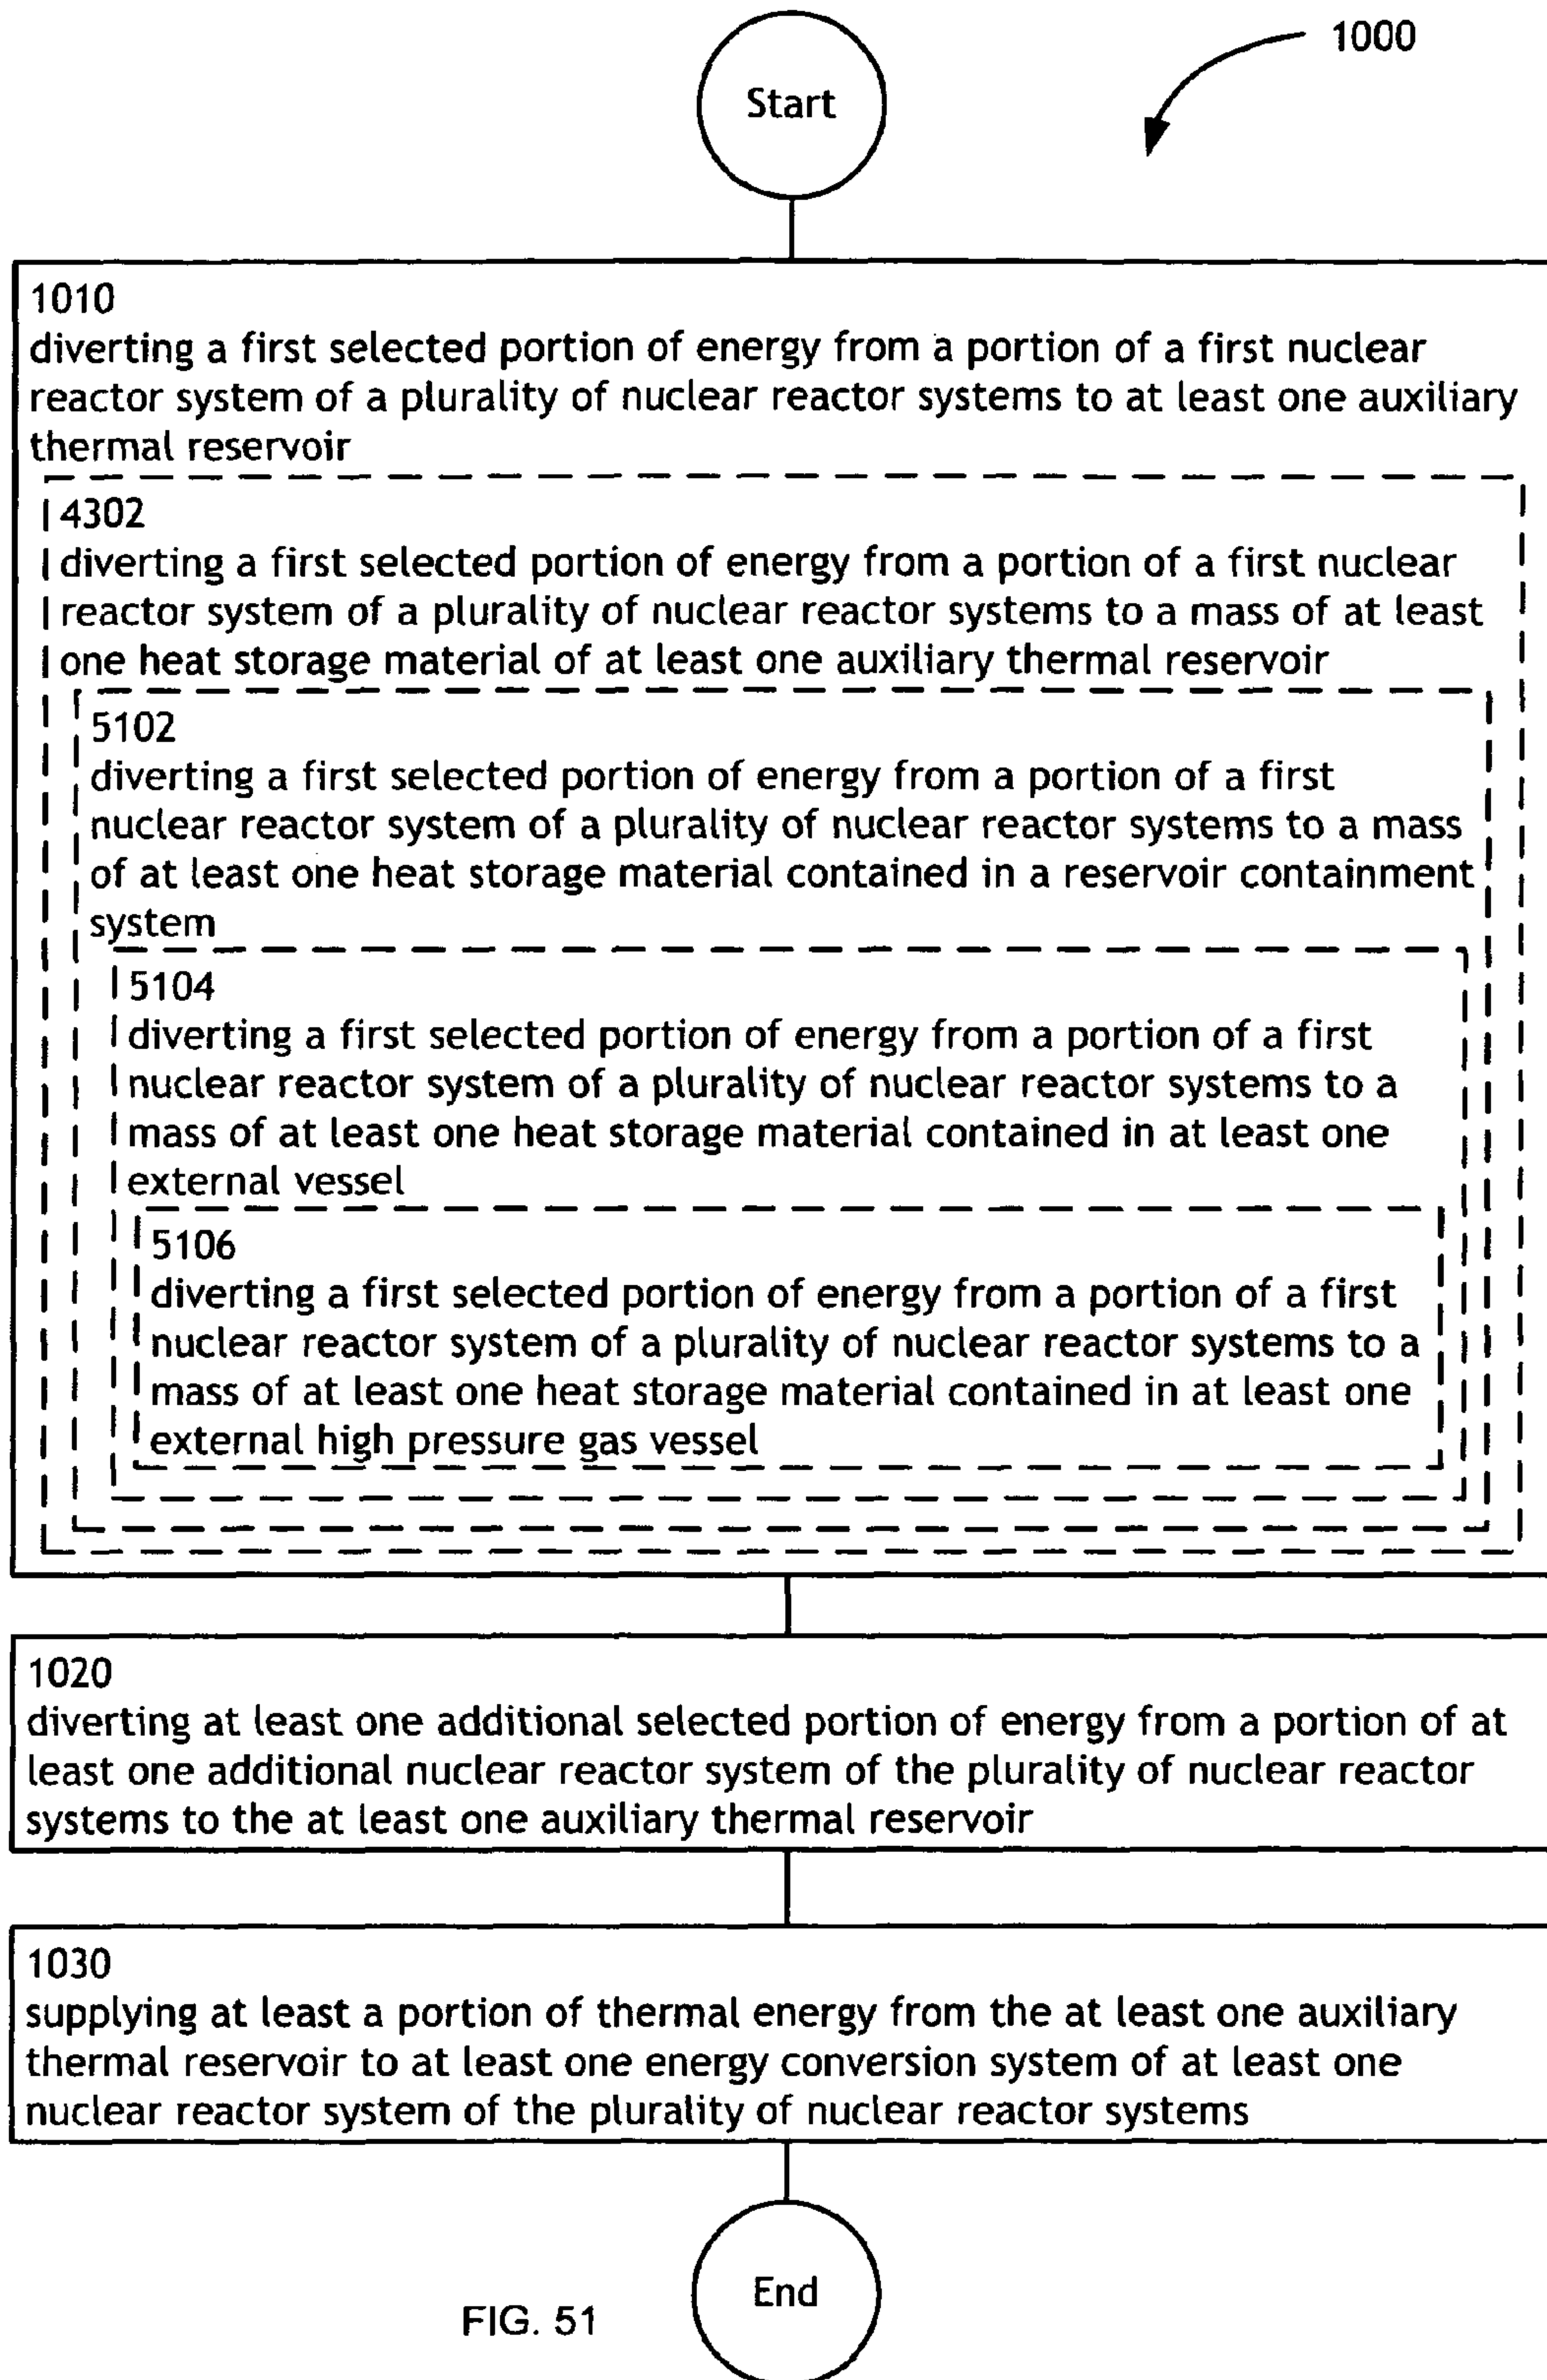 1000
Start
1010
diverting a first selected portion of energy from a portion of a first nuclear
reactor system of a plurality of nuclear reactor systems to at least one auxiliary
thermal reservoir
4302
diverting a first selected portion of energy from a portion of a first nuclear
reactor system of a plurality of nuclear reactor systems to a mass of at least
one heat storage material of at least one auxiliary thermal reservoir
5102
diverting a first selected portion of energy from a portion of a first
nuclear reactor system of a plurality of nuclear reactor systems to a mass
of at least one heat storage material contained in a reservoir containment
system
5104
diverting a first selected portion of energy from a portion of a first
nuclear reactor system of a plurality of nuclear reactor systems to a
mass of at least one heat storage material contained in at least one
external vessel
5106
diverting a first selected portion of energy from a portion of a first
nuclear reactor system of a plurality of nuclear reactor systems to a
mass of at least one heat storage material contained in at least one
external high pressure gas vessel
1020
diverting at least one additional selected portion of energy from a portion of at
least one additional nuclear reactor system of the plurality of nuclear reactor
systems to the at least one auxiliary thermal reservoir
1030
supplying at least a portion of thermal energy from the at least one auxiliary
thermal reservoir to at least one energy conversion system of at least one
nuclear reactor system of the plurality of nuclear reactor systems
End
FIG. 51